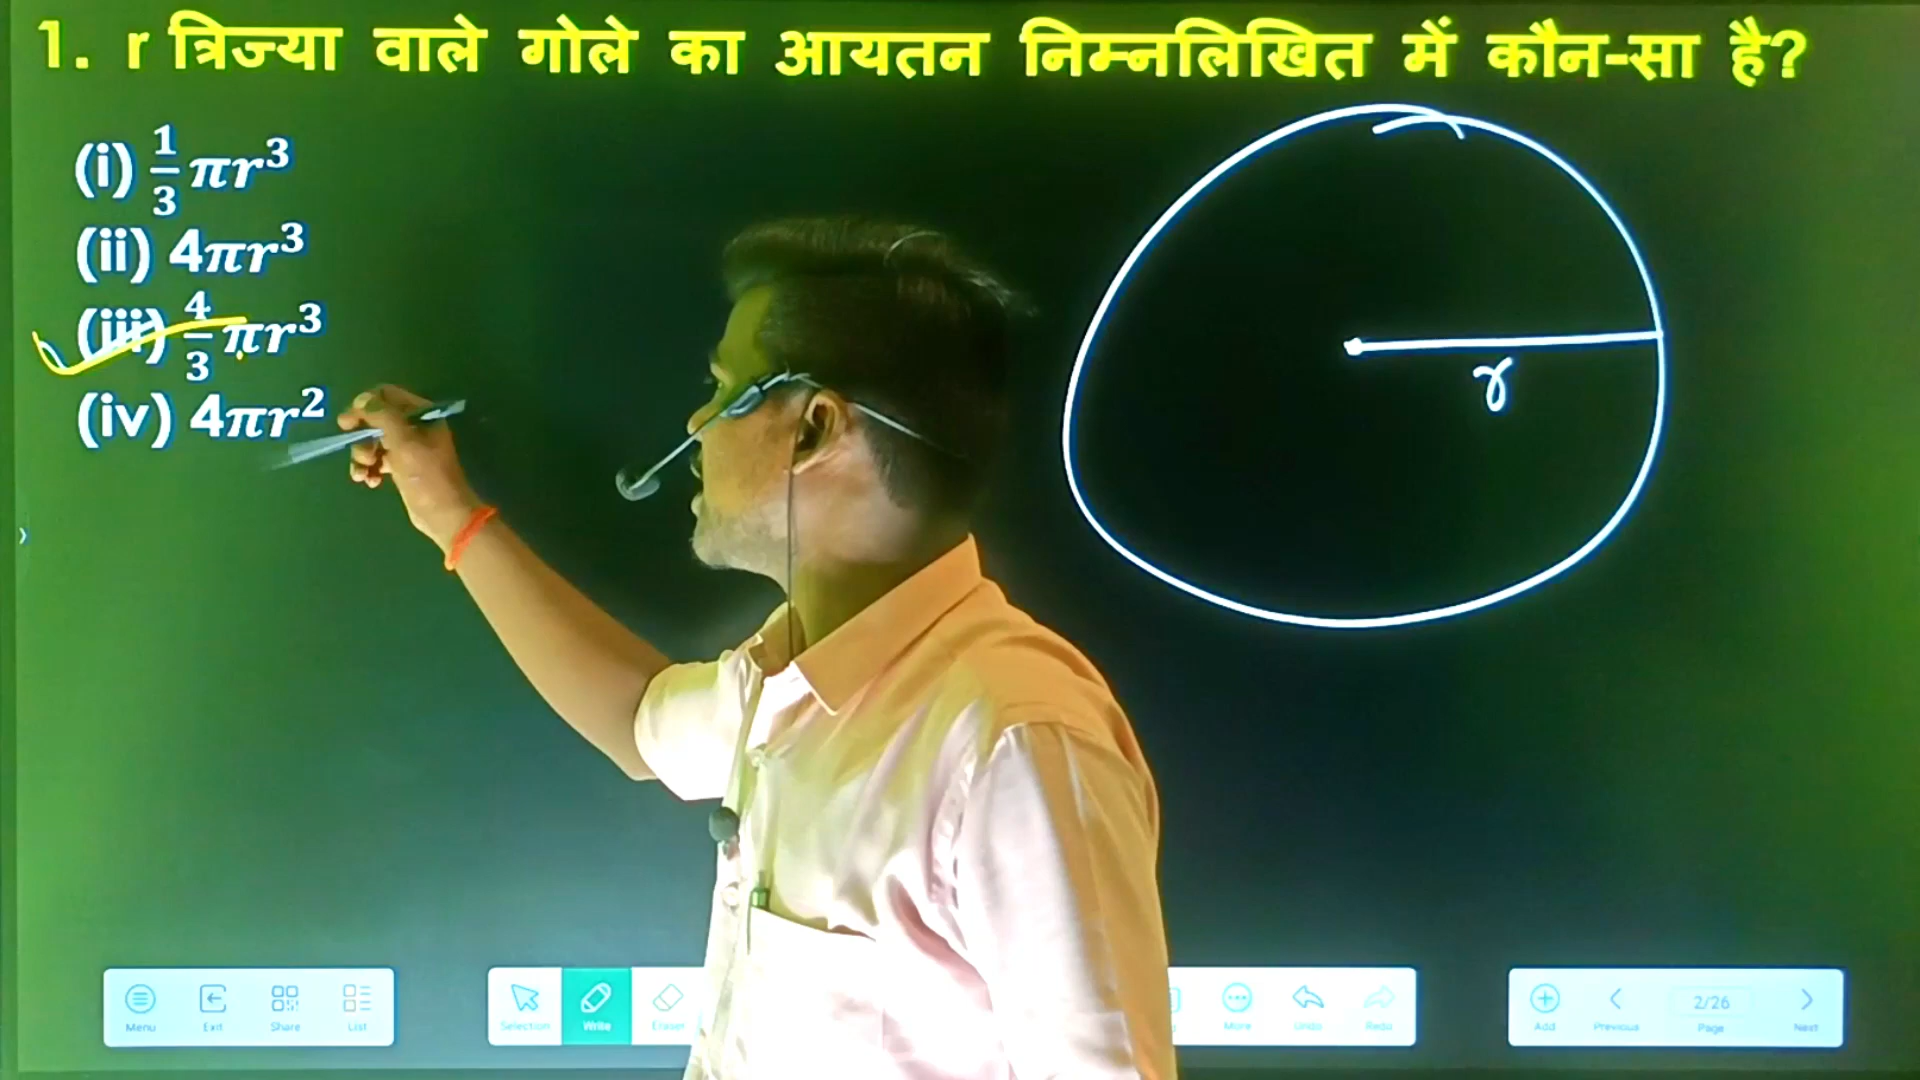 1. r त्रिज्या वाले गोले का आयतन निम्नलिखित में कौन-सा है?
(i) 1/3 πr³
(ii) 4πr³
(iii) 4/3 πr³
(iv) 4πr²
r
Menu Exit Share List Selection Write Eraser More Undo Redo Add Previous 2/26 Page Next